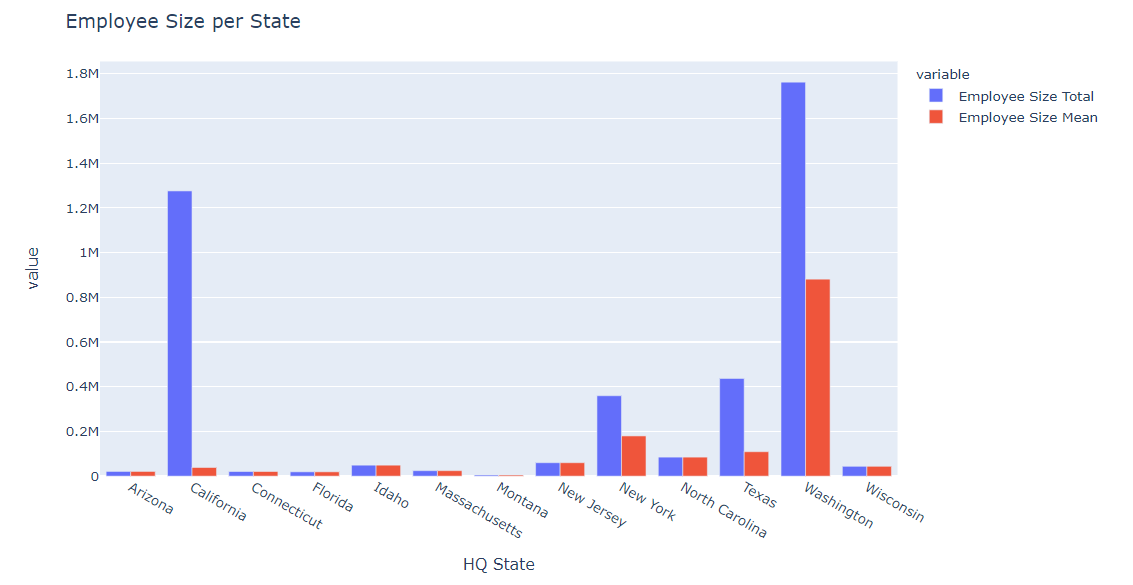 Employee Size per State
variable
Employee Size Total
Employee Size Mean
value
1.8M
1.6M
1.4M
1.2M
1M
0.8M
0.6M
0.4M
0.2M
0
Arizona
California
Connecticut
Florida
Idaho
Massachusetts
Montana
New Jersey
New York
North Carolina
Texas
Washington
Wisconsin
HQ State